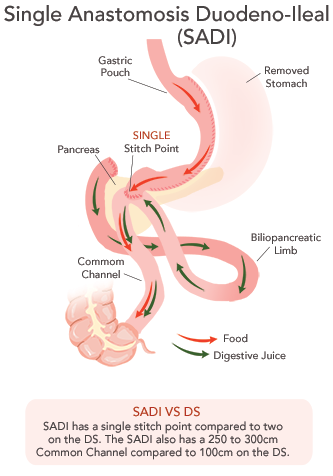 Single Anastomosis Duodeno-Ileal
(SADI)
Gastric
Pouch
Removed
Stomach
SINGLE
Stitch Point
Pancreas
Biliopancreatic
Limb
Commom
Channel
Food
Digestive Juice
SADI VS DS
SADI has a single stitch point compared to two
on the DS. The SADI also has a 250 to 300cm
Common Channel compared to 100cm on the DS.